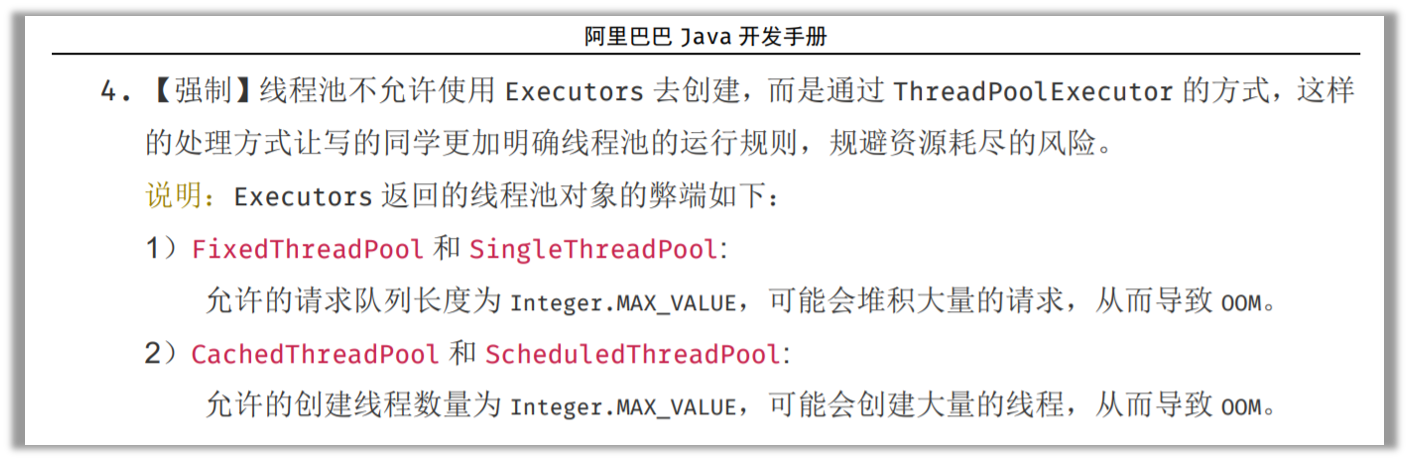 阿里巴巴 Java 开发手册
4. 【强制】线程池不允许使用 Executors 去创建，而是通过 ThreadPoolExecutor 的方式，这样
的处理方式让写的同学更加明确线程池的运行规则，规避资源耗尽的风险。
说明：Executors 返回的线程池对象的弊端如下：
1）FixedThreadPool 和 SingleThreadPool:
允许的请求队列长度为 Integer.MAX_VALUE，可能会堆积大量的请求，从而导致 OOM。
2）CachedThreadPool 和 ScheduledThreadPool:
允许的创建线程数量为 Integer.MAX_VALUE，可能会创建大量的线程，从而导致 OOM。